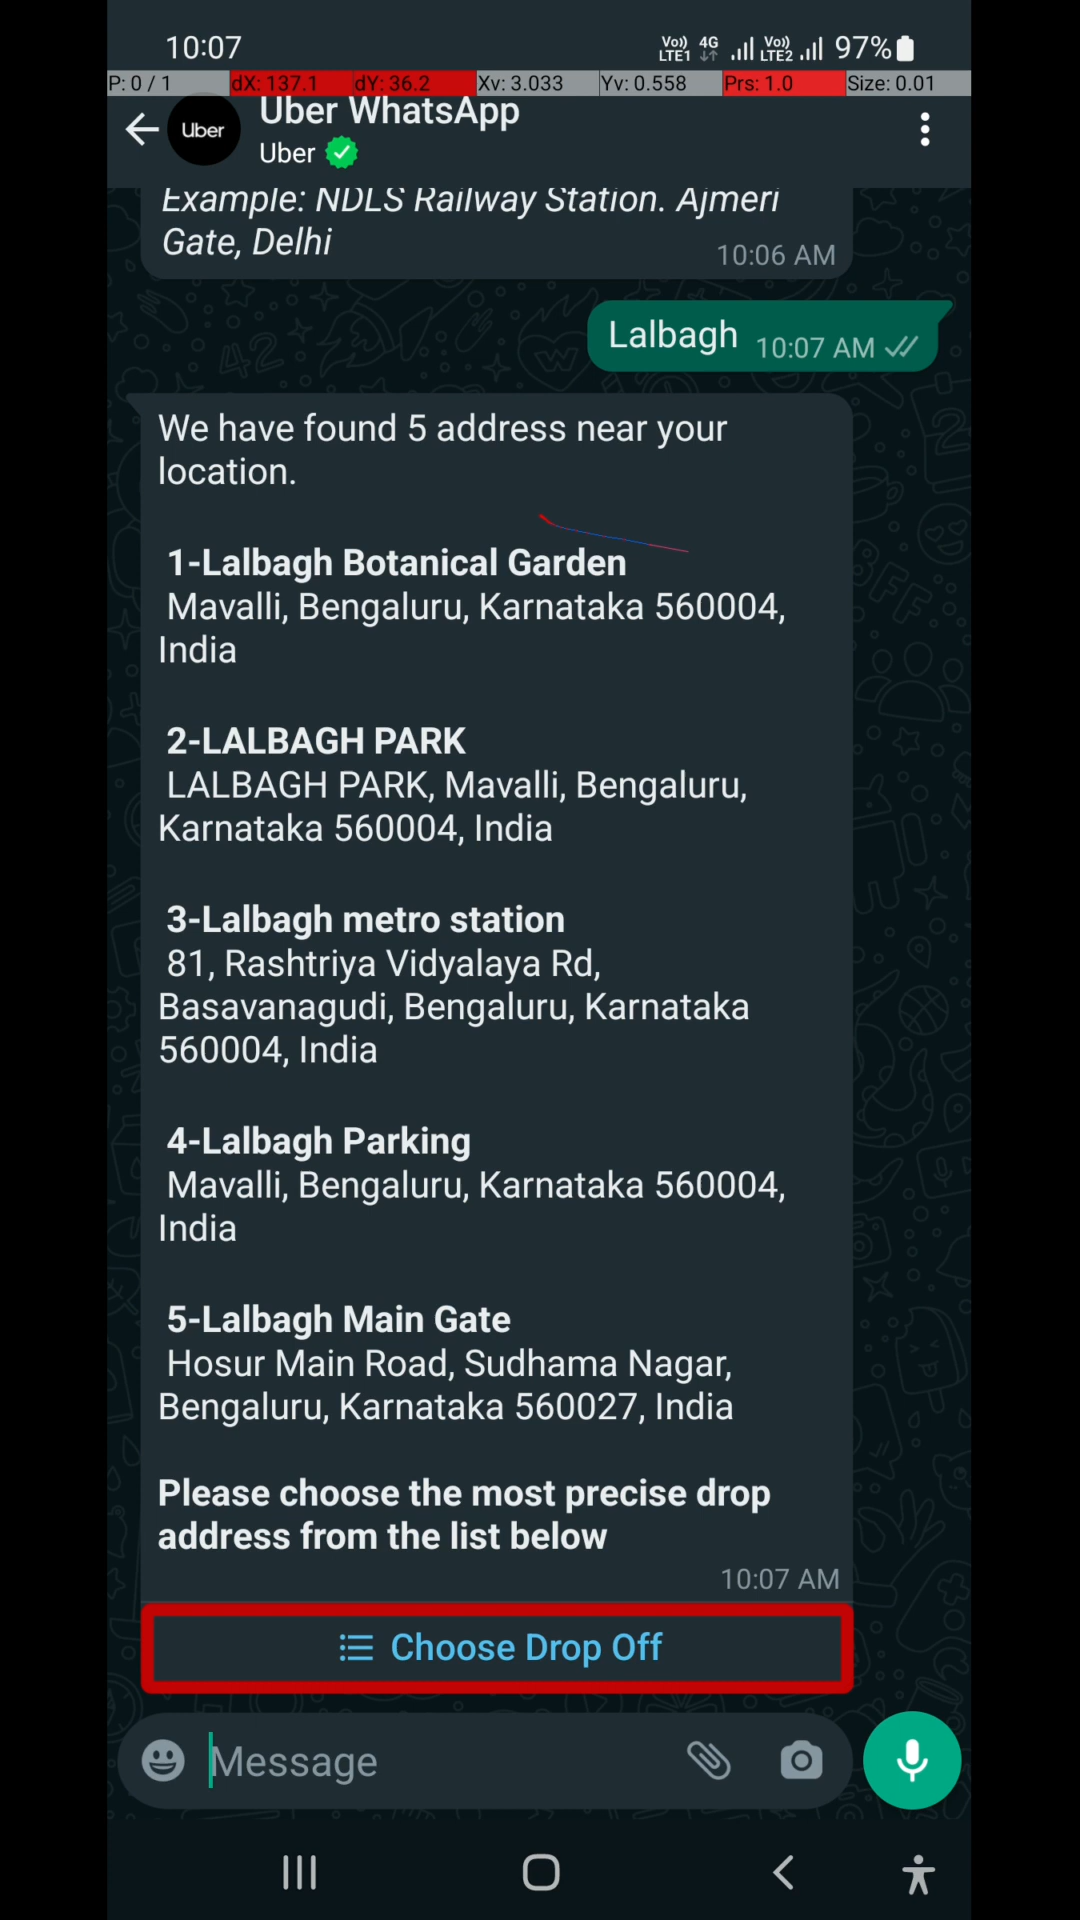 10:07
Vo)) LTE1 4G Vo)) LTE2 97%
P: 0 / 1 dX: 137.1 dY: 36.2 Xv: 3.033 Yv: 0.558 Prs: 1.0 Size: 0.01
Uber
Uber WhatsApp
Uber
Example: NDLS Railway Station. Ajmeri
Gate, Delhi
10:06 AM
Lalbagh 10:07 AM
We have found 5 address near your
location.
1-Lalbagh Botanical Garden
Mavalli, Bengaluru, Karnataka 560004,
India
2-LALBAGH PARK
LALBAGH PARK, Mavalli, Bengaluru,
Karnataka 560004, India
3-Lalbagh metro station
81, Rashtriya Vidyalaya Rd,
Basavanagudi, Bengaluru, Karnataka
560004, India
4-Lalbagh Parking
Mavalli, Bengaluru, Karnataka 560004,
India
5-Lalbagh Main Gate
Hosur Main Road, Sudhama Nagar,
Bengaluru, Karnataka 560027, India
Please choose the most precise drop
address from the list below
10:07 AM
Choose Drop Off
Message